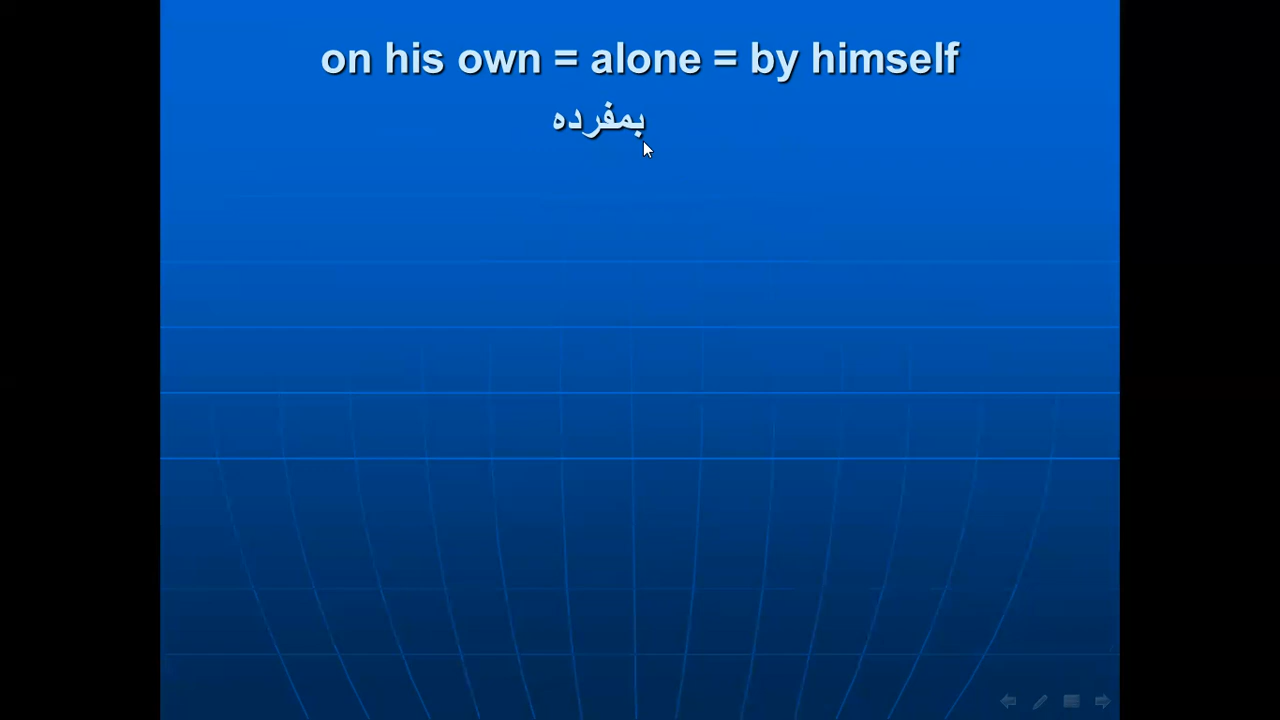 on his own = alone = by himself
بمفرده